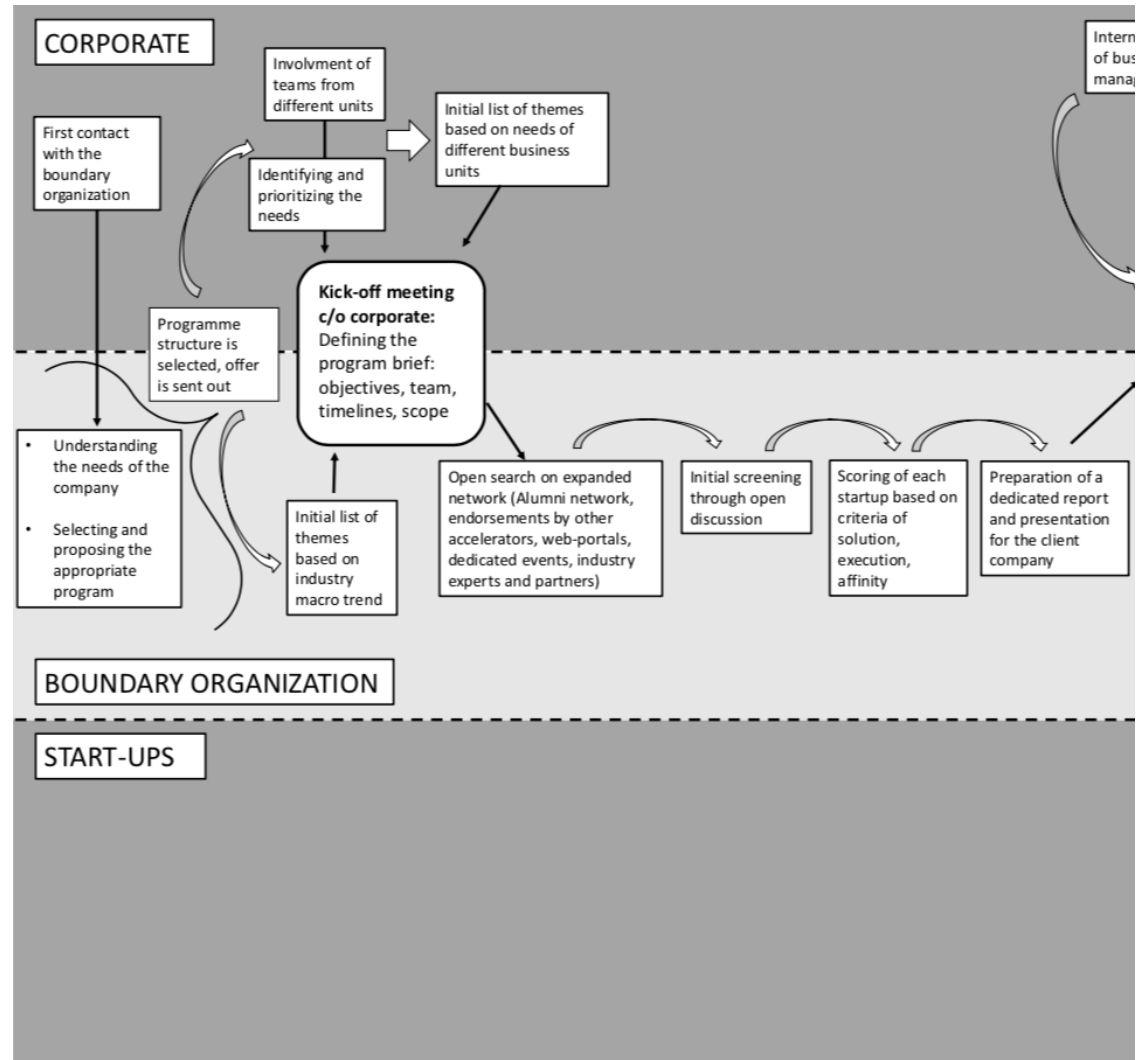 CORPORATE
Involvment of
teams from
different units
Intern
of bus
manag
First contact
with the
boundary
organization
Initial list of themes
based on needs of
different business
units
Identifying and
prioritizing the
needs
Kick-off meeting
c/o corporate:
Defining the
program brief:
objectives, team,
timelines, scope
Programme
structure is
selected, offer
is sent out
• Understanding
the needs of the
company
• Selecting and
proposing the
appropriate
program
Initial list of
themes
based on
industry
macro trend
Open search on expanded
network (Alumni network,
endorsements by other
accelerators, web-portals,
dedicated events, industry
experts and partners)
Initial screening
through open
discussion
Scoring of each
startup based on
criteria of
solution,
execution,
affinity
Preparation of a
dedicated report
and presentation
for the client
company
BOUNDARY ORGANIZATION
START-UPS